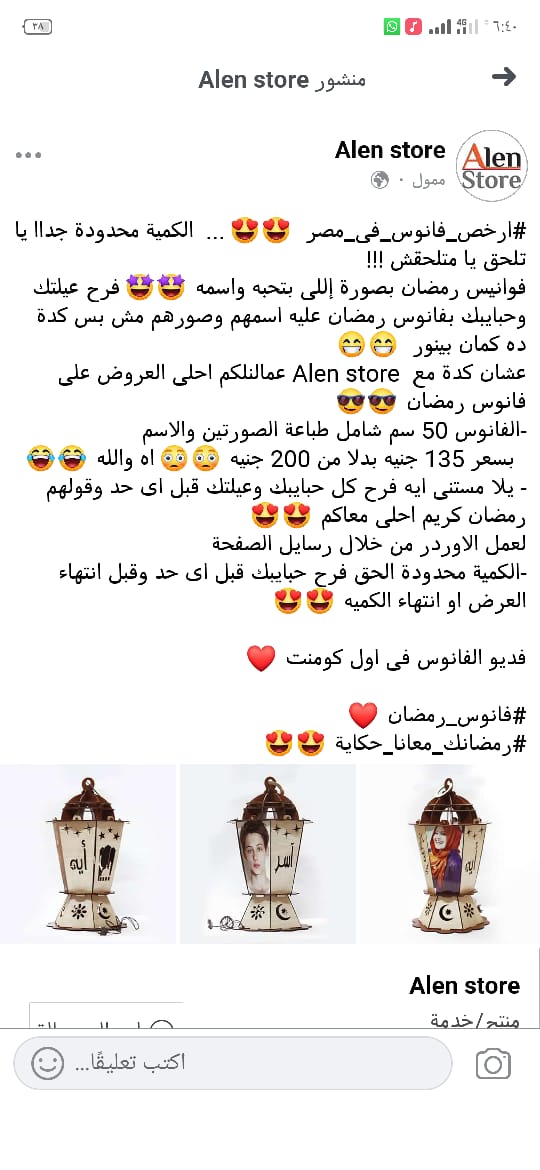 ٣٨
4G
٦:٤٠
منشور Alen store
Alen store
ممول
Alen
Store
#ارخص_فانوس_فى_مصر 😍😍 ... الكمية محدودة جداا يا
تلحق يا متلحقش !!!
فوانيس رمضان بصورة إللى بتحبه واسمه 🤩🤩 فرح عيلتك
وحبايبك بفانوس رمضان عليه اسمهم وصورهم مش بس كدة
ده كمان بينور 😁😁
عشان كدة مع Alen store عمالنلكم احلى العروض على
فانوس رمضان 😎😎
-الفانوس 50 سم شامل طباعة الصورتين والاسم
بسعر 135 جنيه بدلا من 200 جنيه 😳😳 اه والله 😂😂
- يلا مستنى ايه فرح كل حبايبك وعيلتك قبل اى حد وقولهم
رمضان كريم احلى معاكم 😍😍
لعمل الاوردر من خلال رسايل الصفحة
-الكمية محدودة الحق فرح حبايبك قبل اى حد وقبل انتهاء
العرض او انتهاء الكميه 😍😍
فديو الفانوس فى اول كومنت ❤️
#فانوس_رمضان ❤️
#رمضانك_معانا_حكاية 😍😍
آسر
Alen store
منتج/خدمة
اكتب تعليقًا...